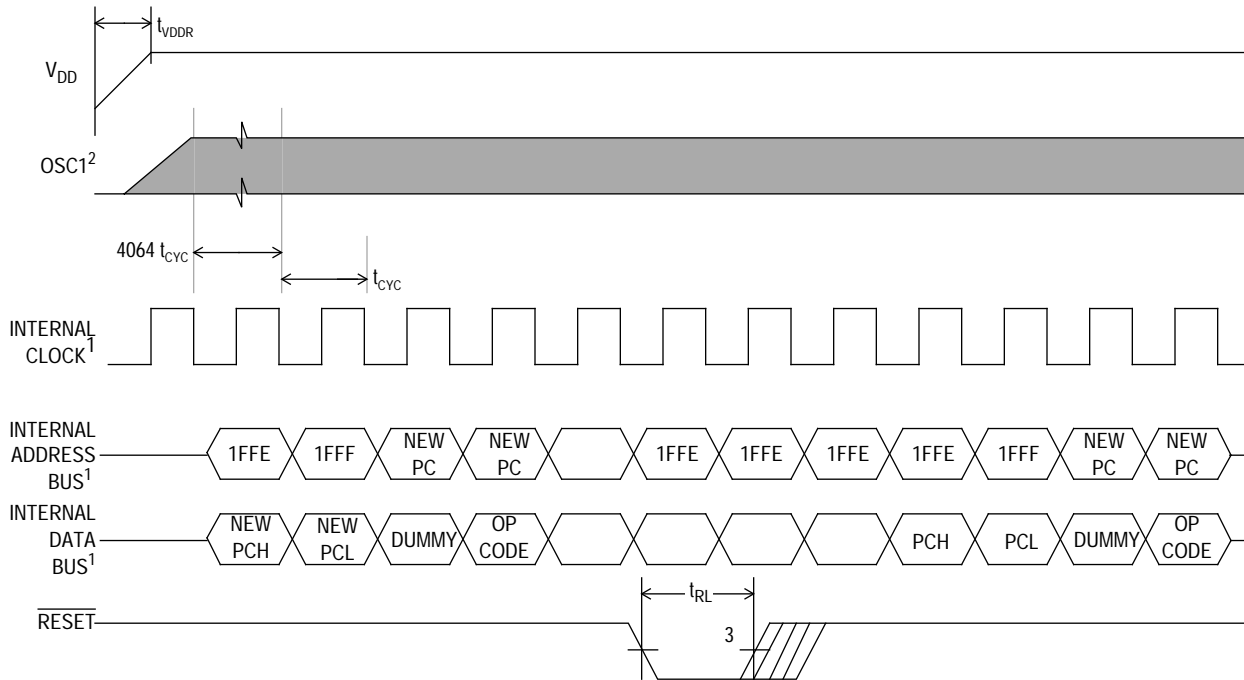 tVDDR
VDD
OSC1²
4064 tCYC
tCYC
INTERNAL
CLOCK¹
INTERNAL
ADDRESS
BUS¹
1FFE
1FFF
NEW
PC
NEW
PC
1FFE
1FFE
1FFE
1FFE
1FFF
NEW
PC
NEW
PC
INTERNAL
DATA
BUS¹
NEW
PCH
NEW
PCL
DUMMY
OP
CODE
PCH
PCL
DUMMY
OP
CODE
tRL
RESET
3